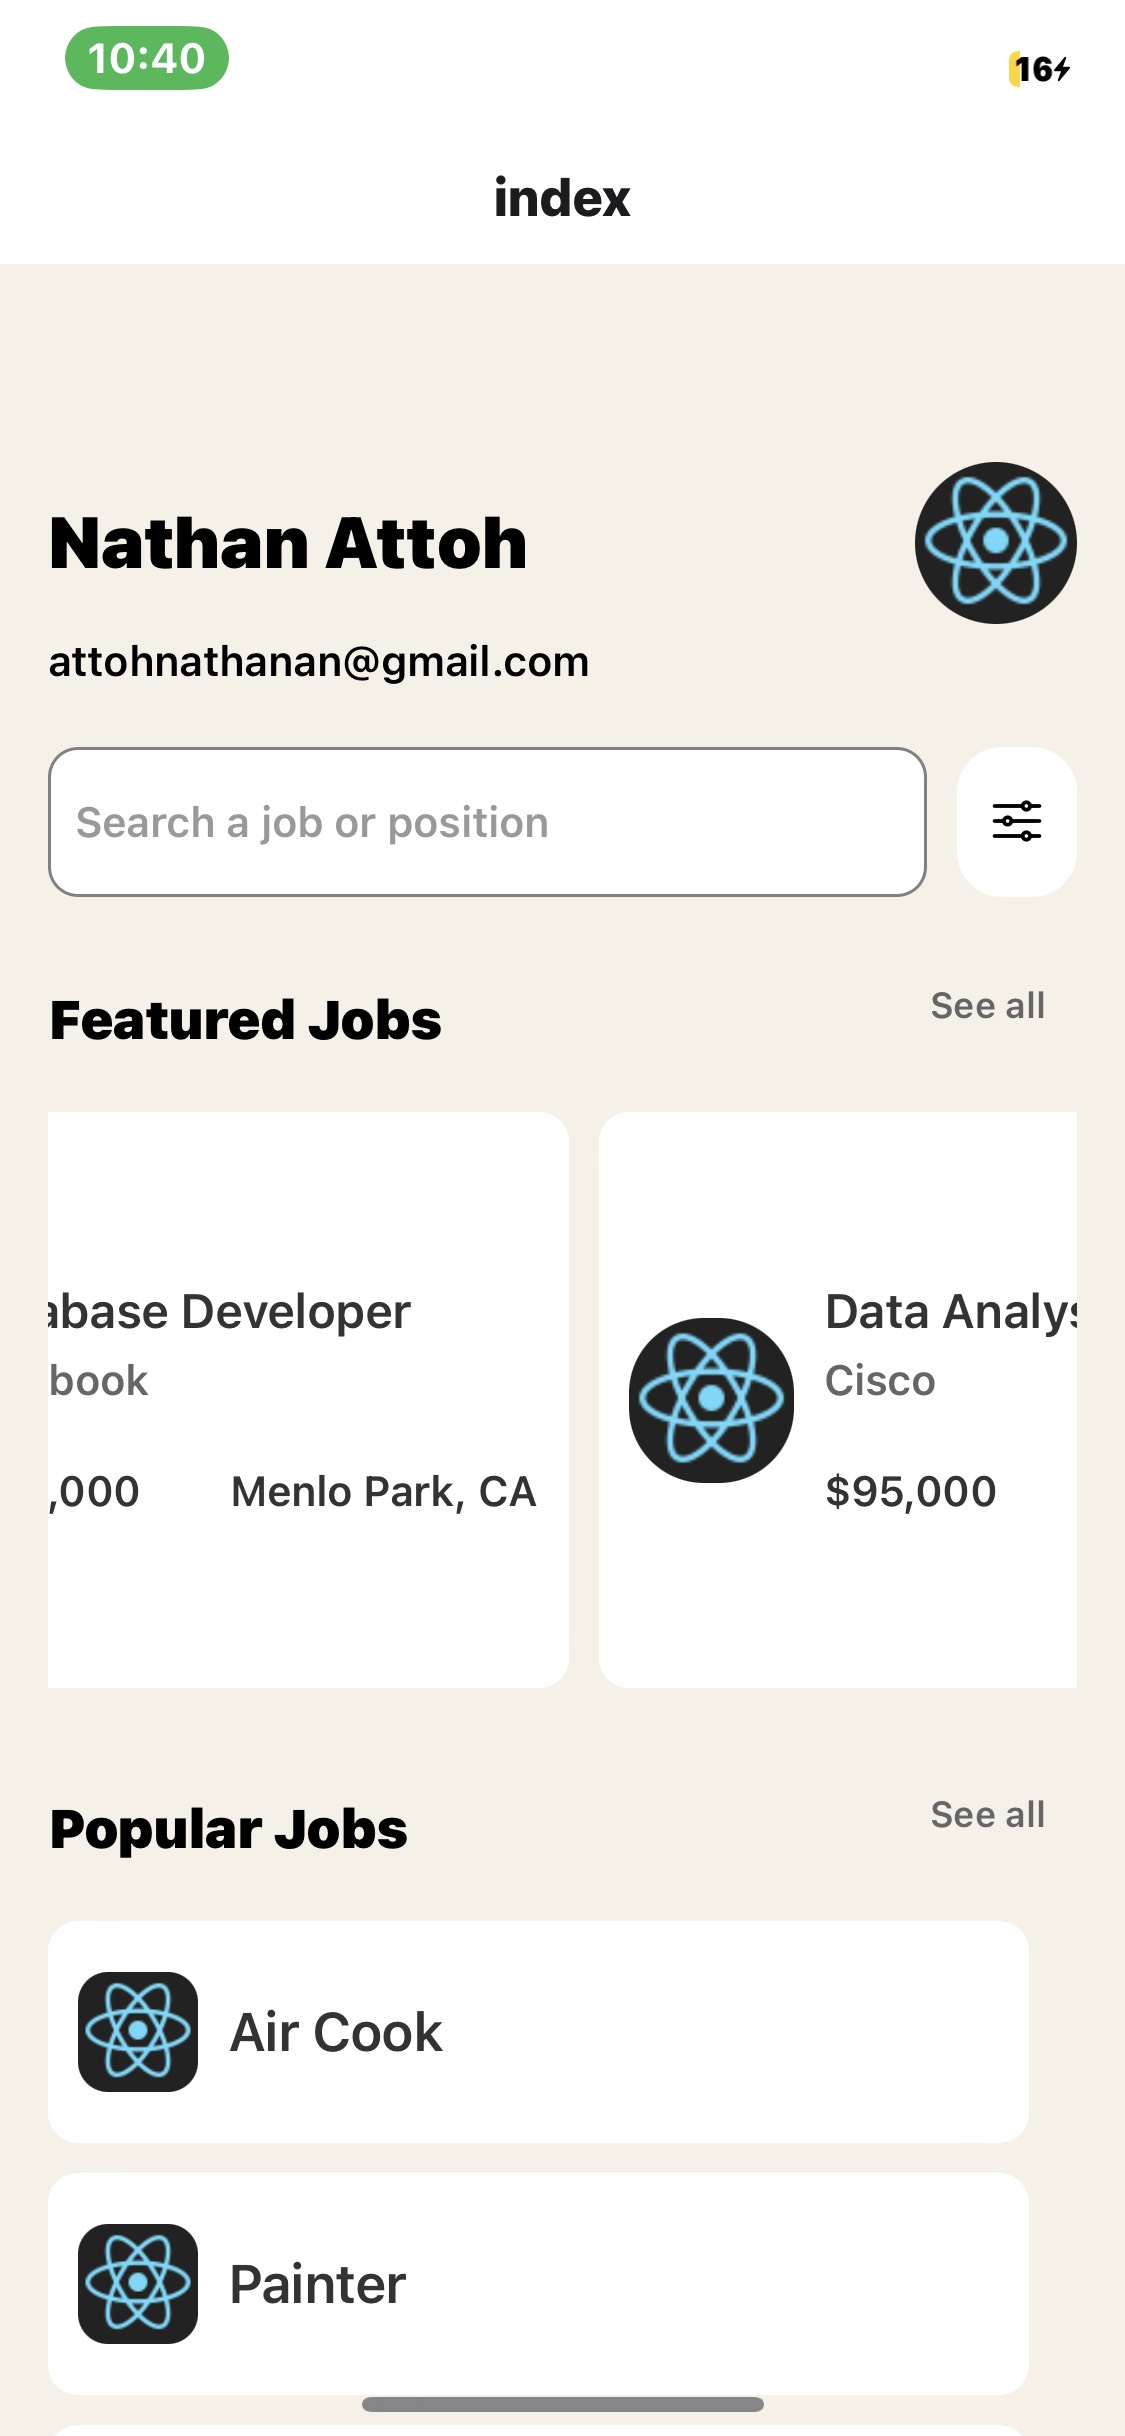 10:40
16
index
Nathan Attoh
attohnathanan@gmail.com
Search a job or position
Featured Jobs
See all
abase Developer
book
,000 Menlo Park, CA
Data Analys
Cisco
$95,000
Popular Jobs
See all
Air Cook
Painter